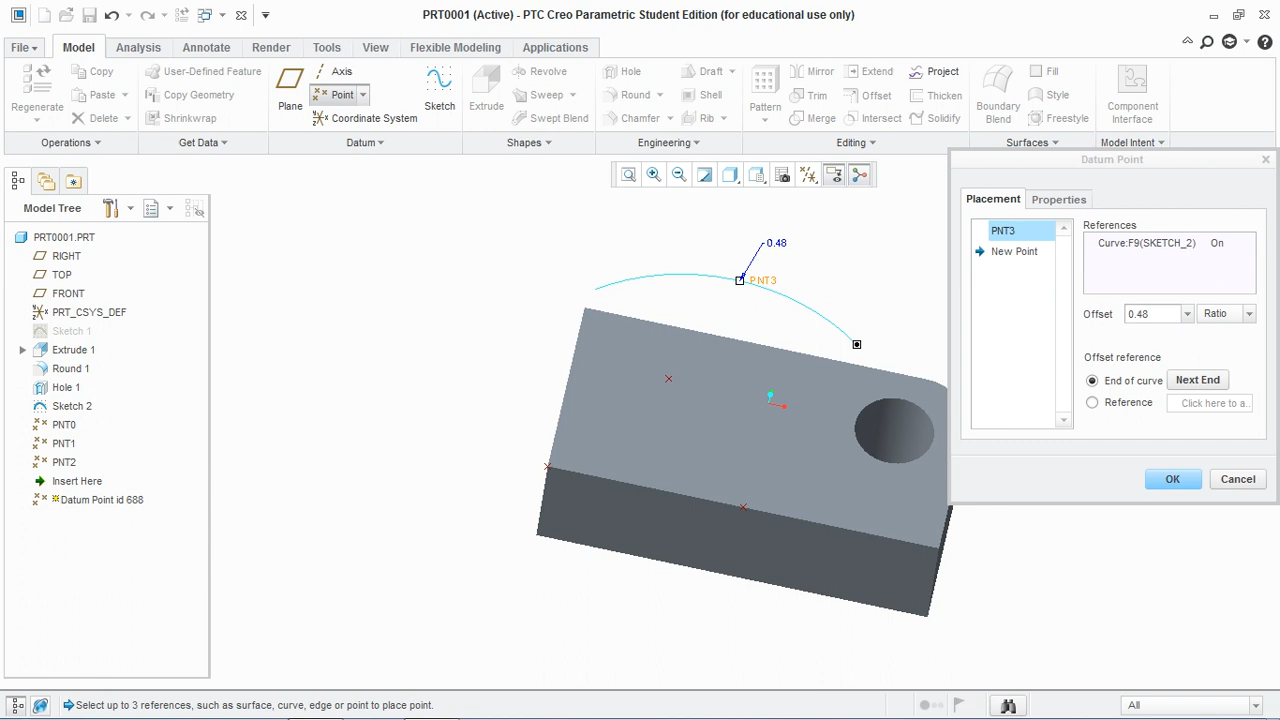 PRT0001 (Active) - PTC Creo Parametric Student Edition (for educational use only)
File Model Analysis Annotate Render Tools View Flexible Modeling Applications
Regenerate
Copy
Paste
Delete
Operations
User-Defined Feature
Copy Geometry
Shrinkwrap
Get Data
Plane
Axis
Point
Coordinate System
Datum
Sketch
Extrude
Revolve
Sweep
Swept Blend
Shapes
Hole
Round
Chamfer
Draft
Shell
Rib
Engineering
Pattern
Mirror
Trim
Merge
Extend
Offset
Intersect
Project
Thicken
Solidify
Editing
Boundary
Blend
Fill
Style
Freestyle
Surfaces
Component
Interface
Model Intent
Model Tree
PRT0001.PRT
RIGHT
TOP
FRONT
PRT_CSYS_DEF
Sketch 1
Extrude 1
Round 1
Hole 1
Sketch 2
PNT0
PNT1
PNT2
Insert Here
Datum Point id 688
0.48
PNT3
Datum Point
Placement Properties
PNT3
New Point
References
Curve:F9(SKETCH_2) On
Offset 0.48 Ratio
Offset reference
End of curve Next End
Reference Click here to a..
OK Cancel
Select up to 3 references, such as surface, curve, edge or point to place point.
All